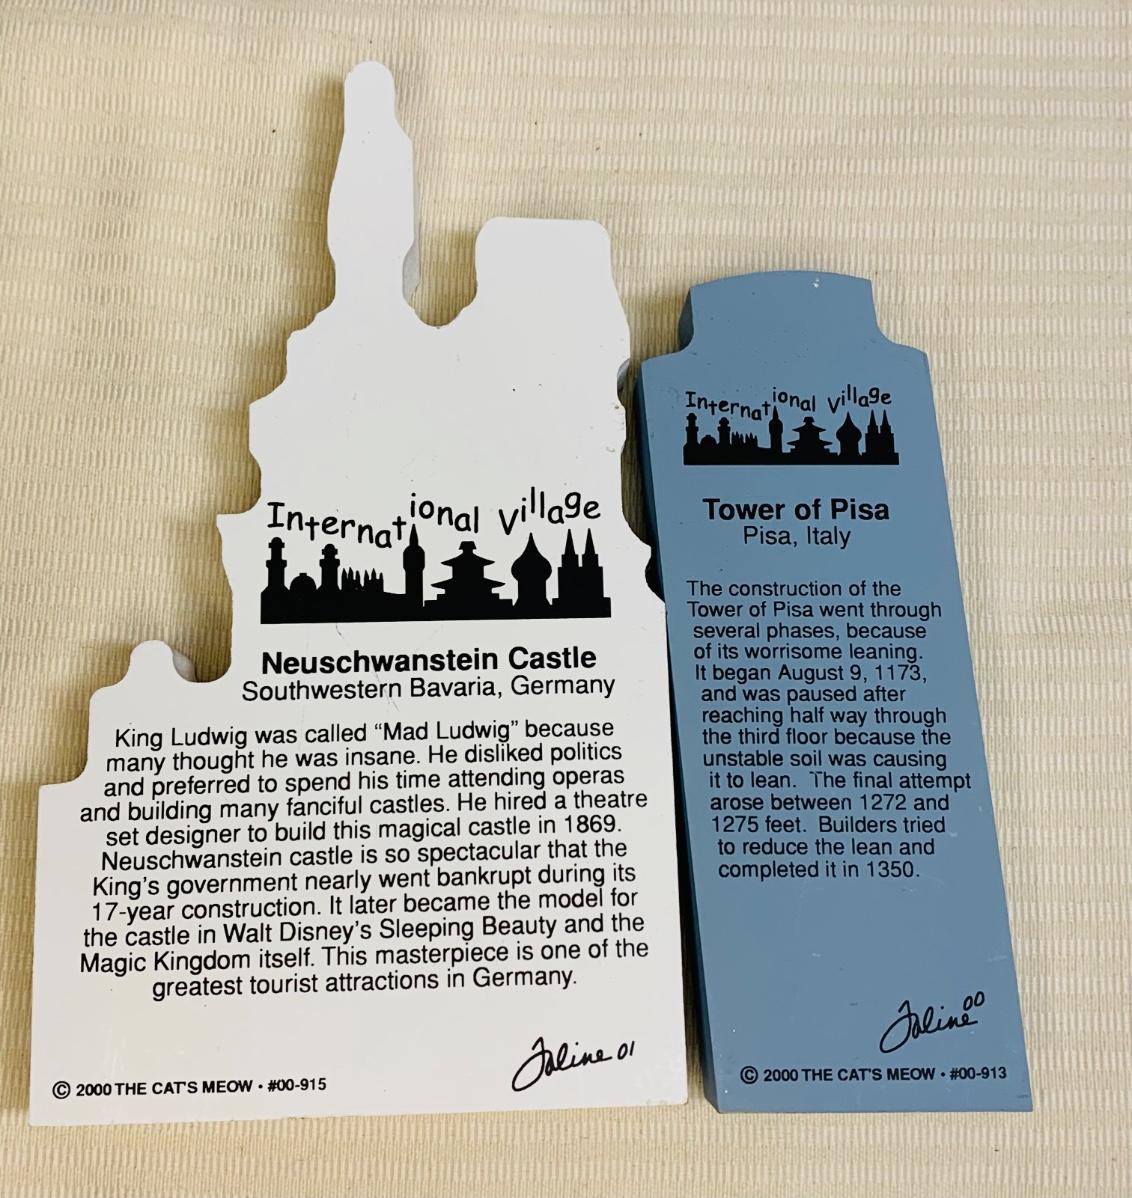 International Village
Neuschwanstein Castle
Southwestern Bavaria, Germany
King Ludwig was called “Mad Ludwig” because
many thought he was insane. He disliked politics
and preferred to spend his time attending operas
and building many fanciful castles. He hired a theatre
set designer to build this magical castle in 1869.
Neuschwanstein castle is so spectacular that the
King's government nearly went bankrupt during its
17-year construction. It later became the model for
the castle in Walt Disney's Sleeping Beauty and the
Magic Kingdom itself. This masterpiece is one of the
greatest tourist attractions in Germany.
Faline 01
© 2000 THE CAT'S MEOW • #00-915
International Village
Tower of Pisa
Pisa, Italy
The construction of the
Tower of Pisa went through
several phases, because
of its worrisome leaning.
It began August 9, 1173,
and was paused after
reaching half way through
the third floor because the
unstable soil was causing
it to lean. The final attempt
arose between 1272 and
1275 feet. Builders tried
to reduce the lean and
completed it in 1350.
Faline 00
© 2000 THE CAT'S MEOW • #00-913